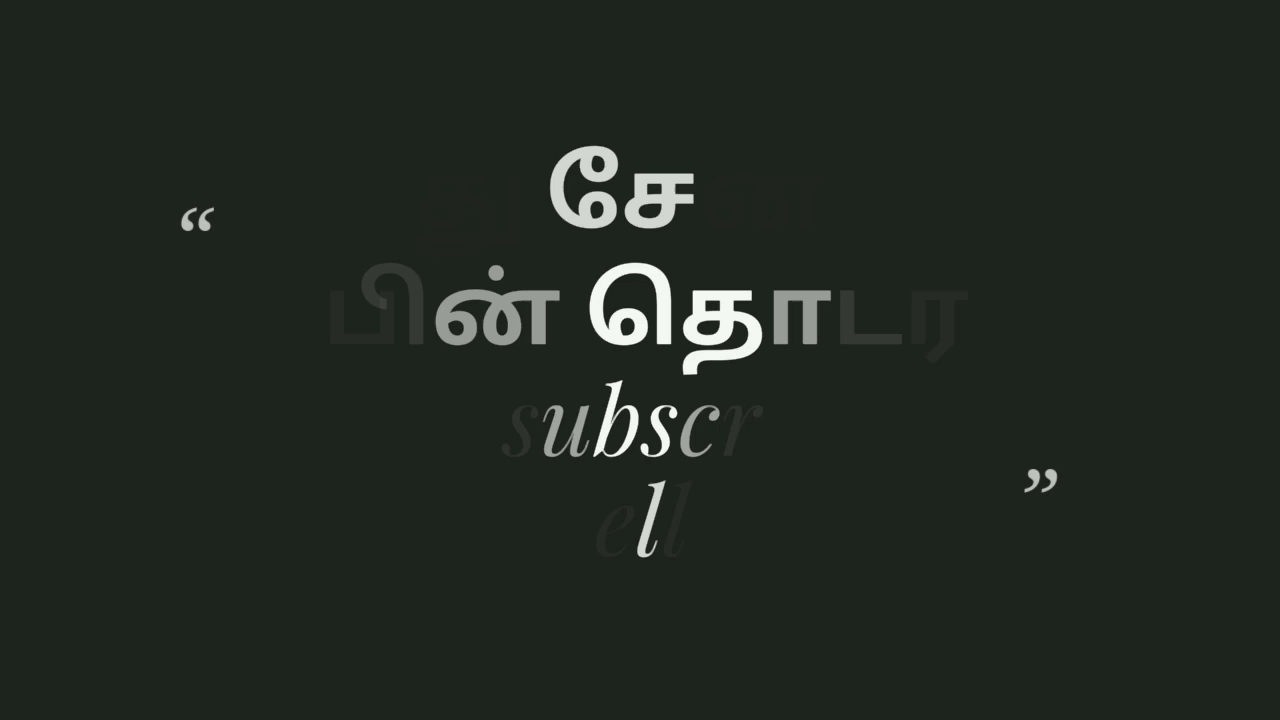 “ து சேன
பின் தொடர
subscr
ell ”